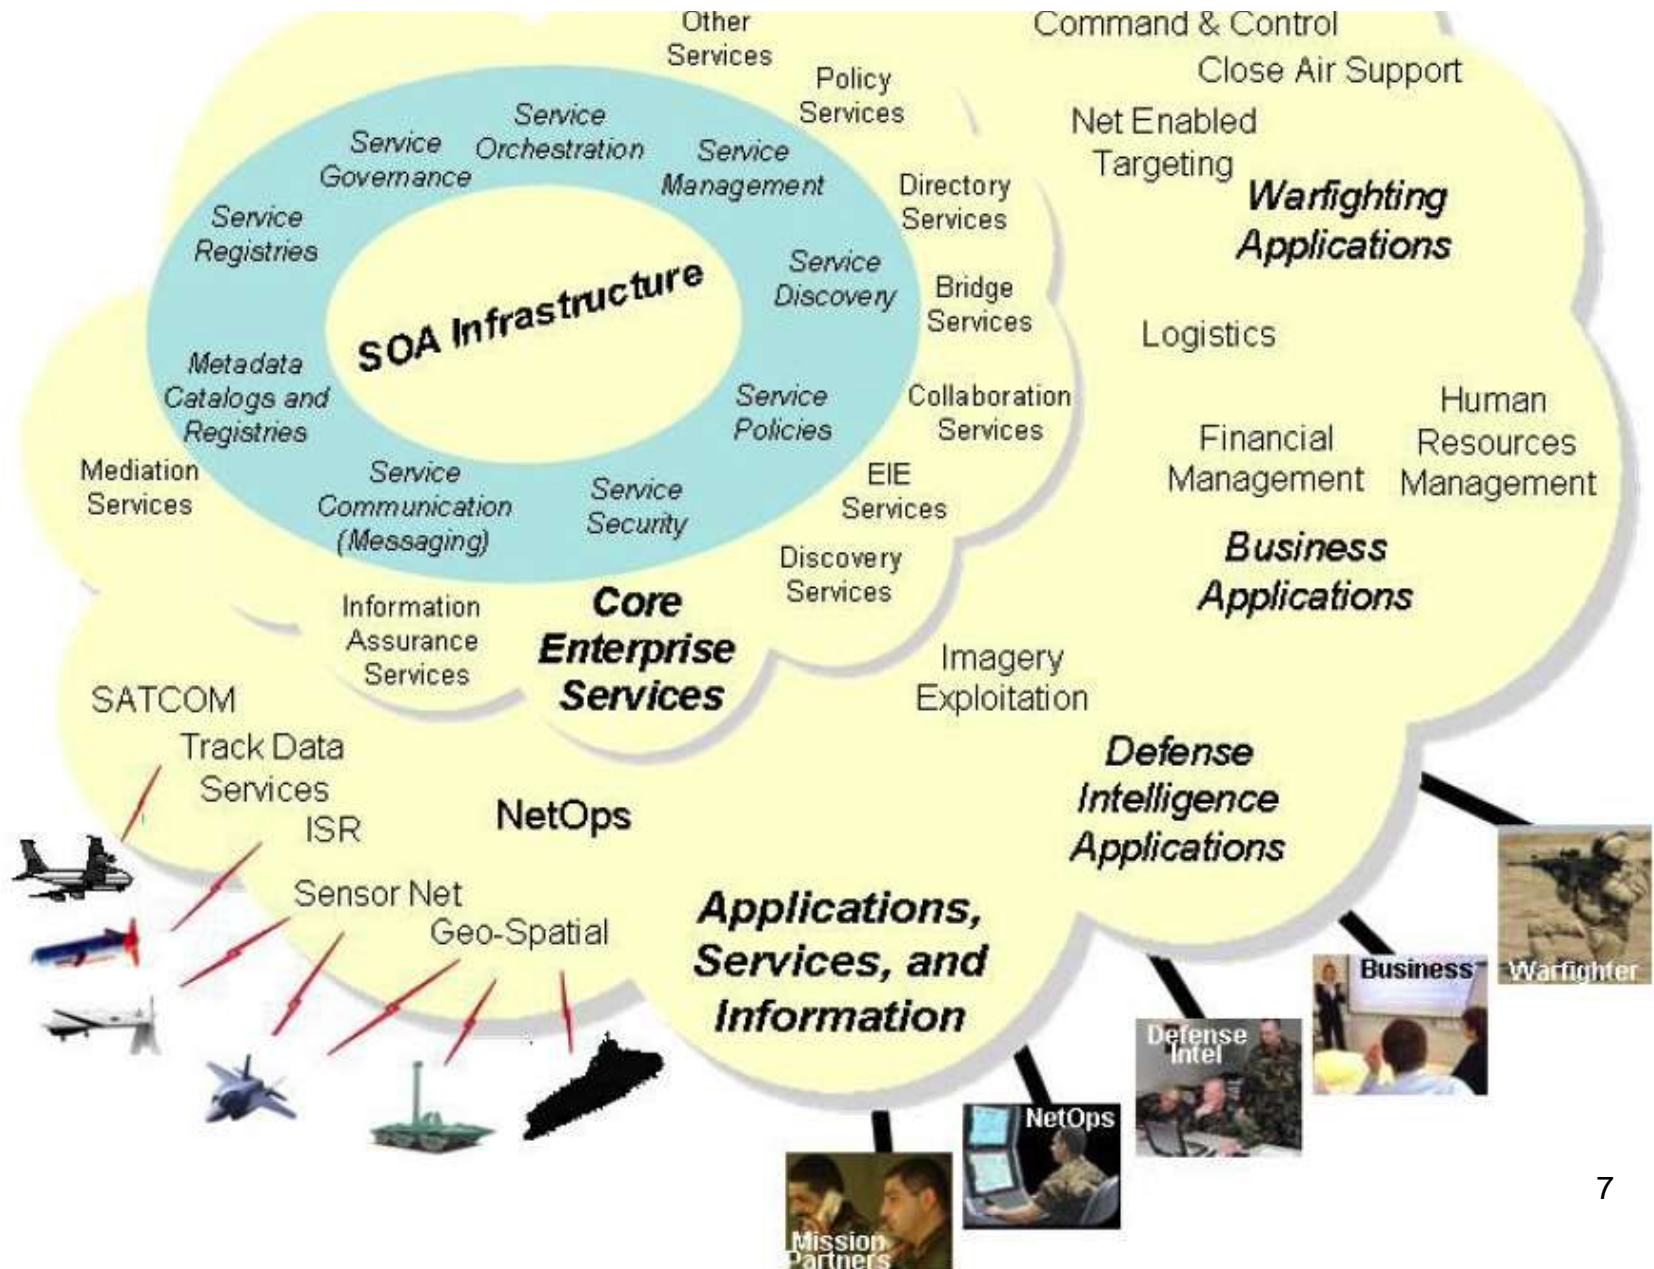 Other
Services
Command & Control
Close Air Support
Policy
Services
Net Enabled
Targeting
Warfighting
Applications
Service
Orchestration
Service
Governance
Service
Management
Directory
Services
Service
Registries
Service
Discovery
Bridge
Services
SOA Infrastructure
Logistics
Metadata
Catalogs and
Registries
Service
Policies
Collaboration
Services
Human
Resources
Management
Financial
Management
Mediation
Services
Service
Communication
(Messaging)
Service
Security
EIE
Services
Discovery
Services
Business
Applications
Information
Assurance
Services
Core
Enterprise
Services
Imagery
Exploitation
SATCOM
Track Data
Services
ISR
NetOps
Defense
Intelligence
Applications
Sensor Net
Geo-Spatial
Applications,
Services, and
Information
Warfighter
Business
Defense
Intel
NetOps
Mission
Partners
7